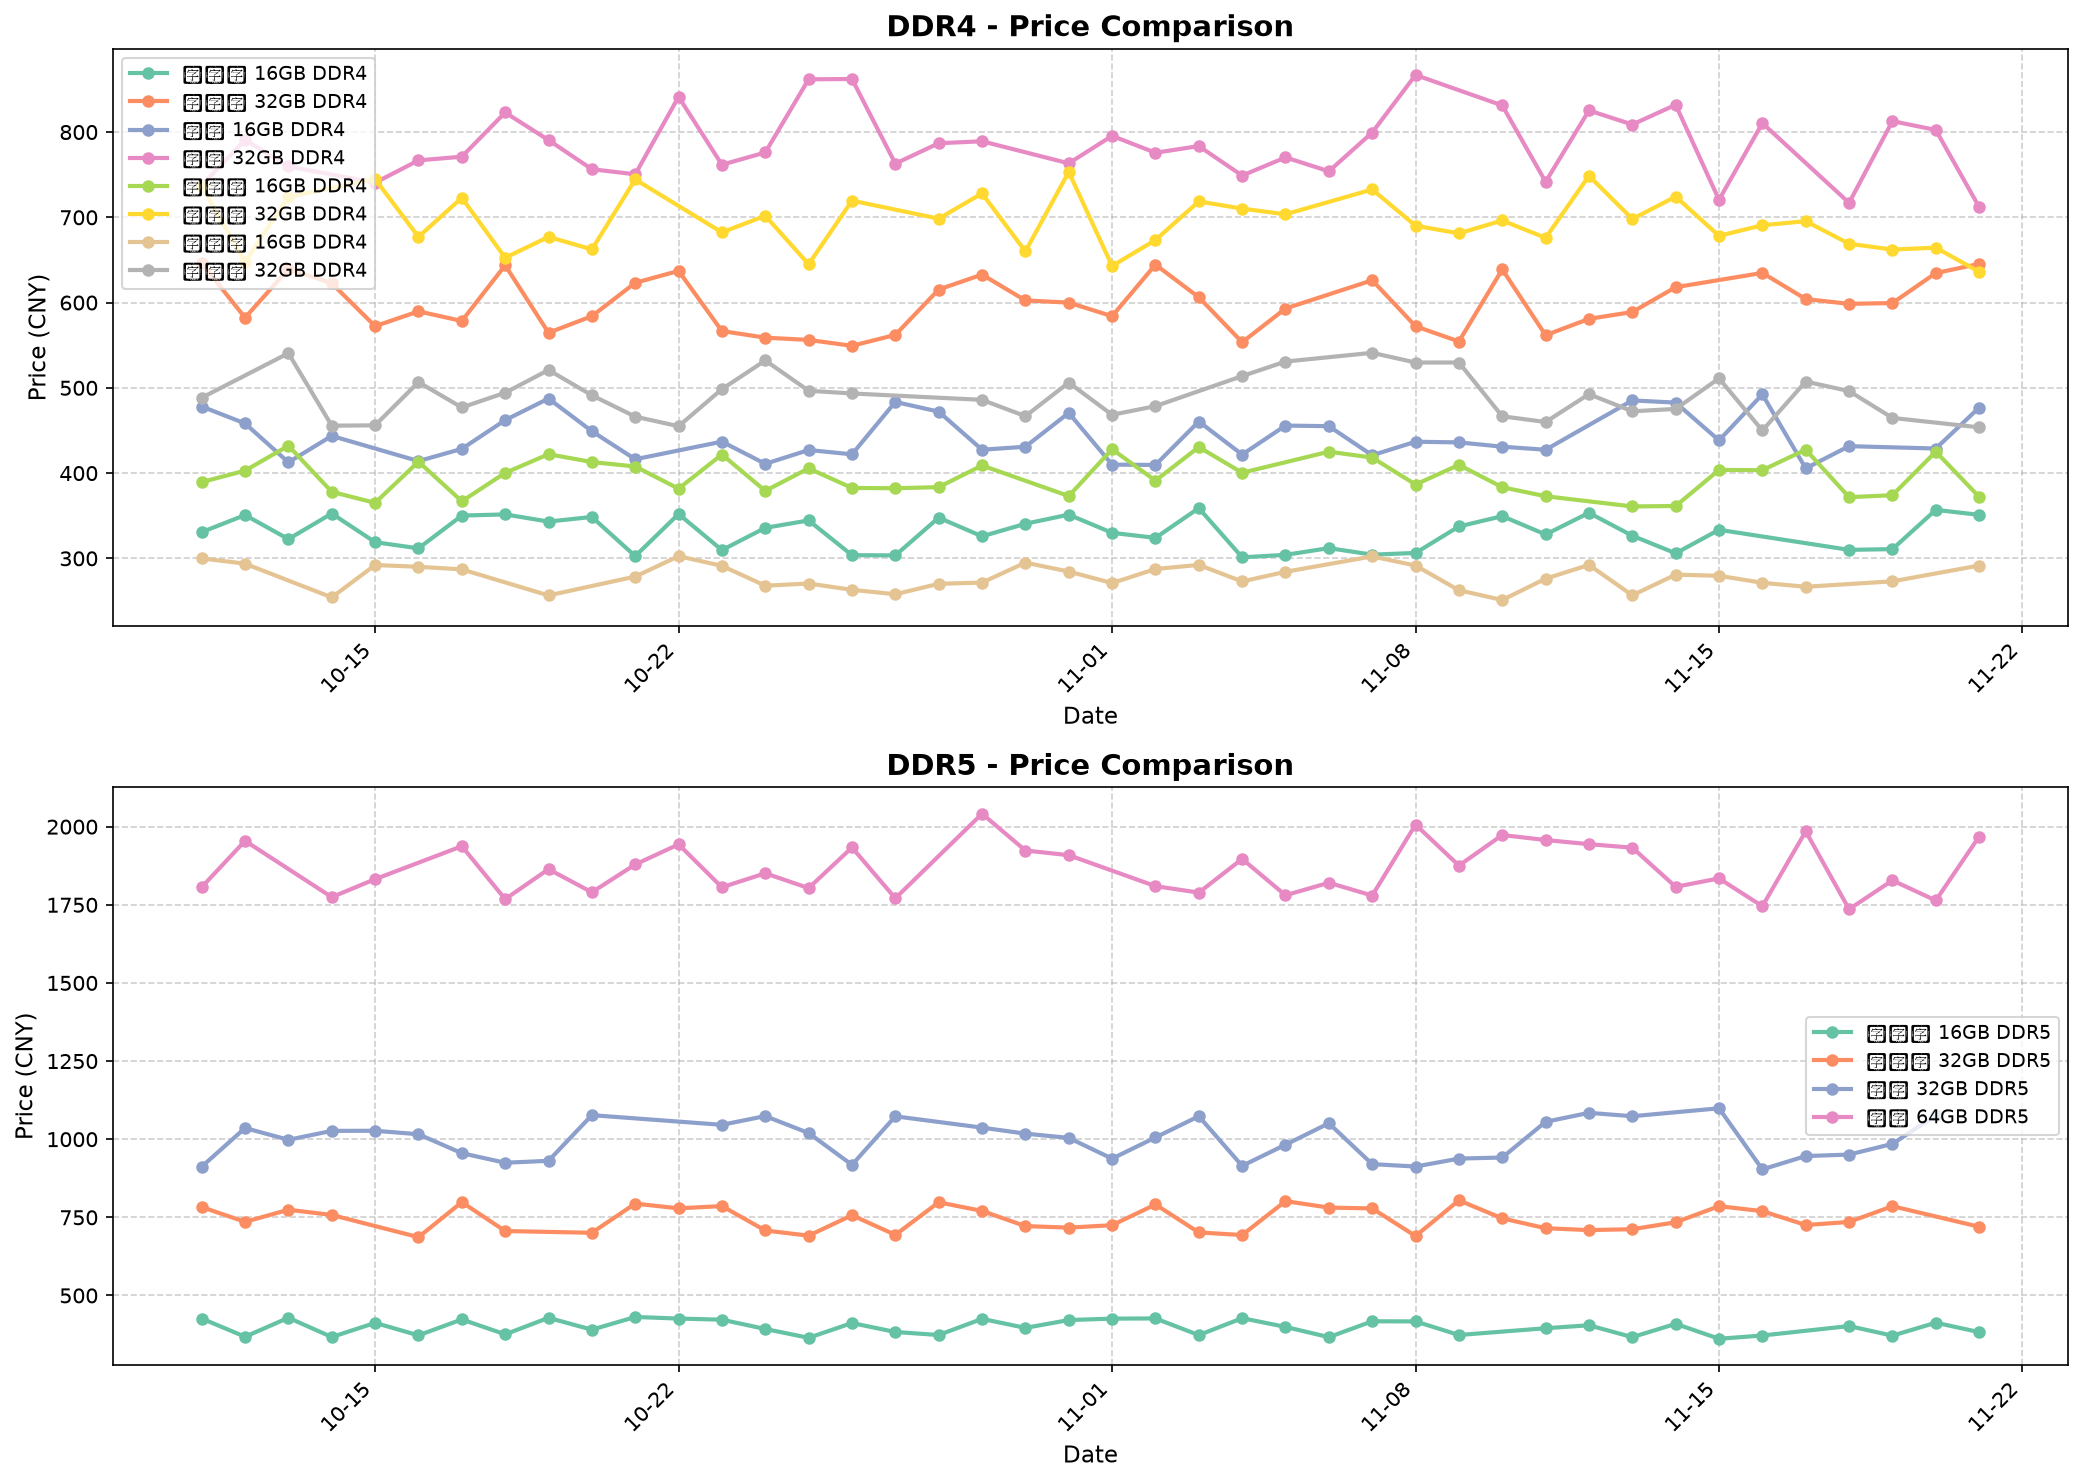 DDR4 - Price Comparison
16GB DDR4
32GB DDR4
16GB DDR4
32GB DDR4
16GB DDR4
32GB DDR4
16GB DDR4
32GB DDR4
Price (CNY)
800
700
600
500
400
300
10-15
10-22
11-01
11-08
11-15
11-22
Date
DDR5 - Price Comparison
2000
1750
1500
1250
1000
750
500
Price (CNY)
16GB DDR5
32GB DDR5
32GB DDR5
64GB DDR5
10-15
10-22
11-01
11-08
11-15
11-22
Date